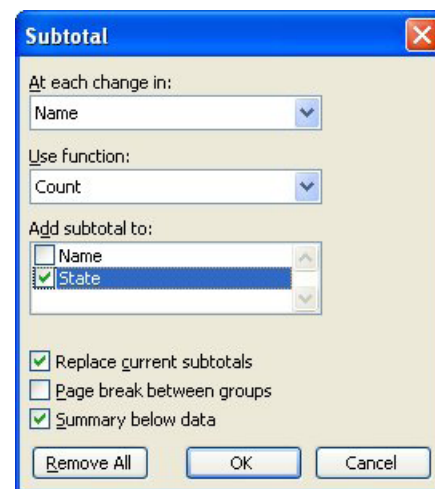 Subtotal
At each change in:
Name
Use function:
Count
Add subtotal to:
Name
State
Replace current subtotals
Page break between groups
Summary below data
Remove All OK Cancel